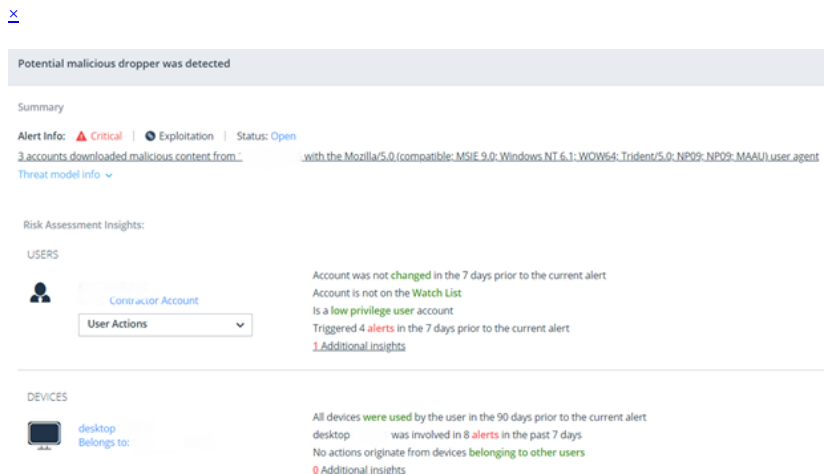 ×
Potential malicious dropper was detected
Summary
Alert Info: Critical | Exploitation | Status: Open
3 accounts downloaded malicious content from with the Mozilla/5.0 (compatible; MSIE 9.0; Windows NT 6.1; WOW64; Trident/5.0; NP09; NP09; MAAU) user agent
Threat model info
Risk Assessment Insights:
USERS
Account was not changed in the 7 days prior to the current alert
Contractor Account
Account is not on the Watch List
Is a low privilege user account
User Actions
Triggered 4 alerts in the 7 days prior to the current alert
1 Additional insights
DEVICES
All devices were used by the user in the 90 days prior to the current alert
desktop
desktop was involved in 8 alerts in the past 7 days
Belongs to:
No actions originate from devices belonging to other users
0 Additional insights